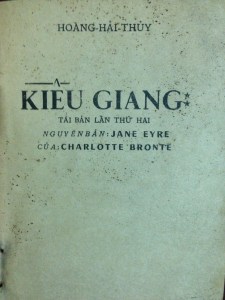 HOÀNG-HẢI-THỦY
KIỀU GIANG**
TÁI BẢN LẦN THỨ HAI
NGUYÊN BẢN: JANE EYRE
CỦA: CHARLOTTE BRONTË